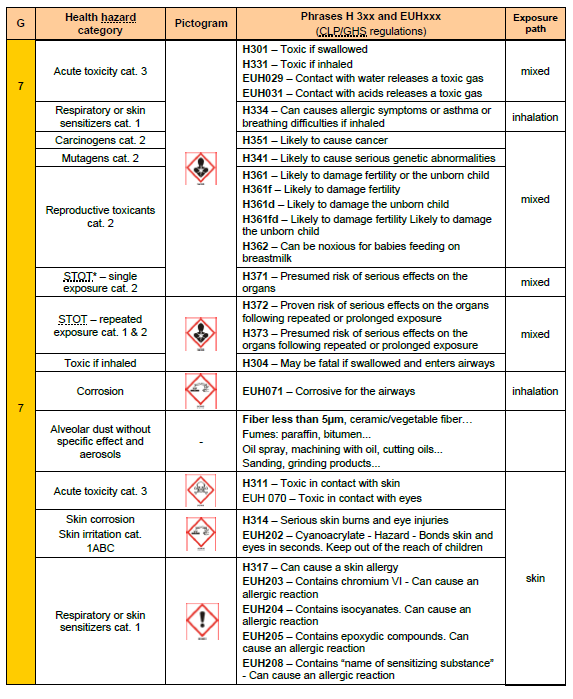 G
Health hazard
category
Pictogram
Phrases H 3xx and EUHxxx
(CLP/GHS regulations)
Exposure
path
7
Acute toxicity cat. 3
H301 – Toxic if swallowed
H331 – Toxic if inhaled
EUH029 – Contact with water releases a toxic gas
EUH031 – Contact with acids releases a toxic gas
mixed
Respiratory or skin
sensitizers cat. 1
H334 – Can causes allergic symptoms or asthma or
breathing difficulties if inhaled
inhalation
Carcinogens cat. 2
H351 – Likely to cause cancer
Mutagens cat. 2
H341 – Likely to cause serious genetic abnormalities
Reproductive toxicants
cat. 2
H361 – Likely to damage fertility or the unborn child
H361f – Likely to damage fertility
H361d – Likely to damage the unborn child
H361fd – Likely to damage fertility Likely to damage
the unborn child
H362 – Can be noxious for babies feeding on
breastmilk
mixed
STOT* – single
exposure cat. 2
H371 – Presumed risk of serious effects on the
organs
mixed
STOT – repeated
exposure cat. 1 & 2
H372 – Proven risk of serious effects on the organs
following repeated or prolonged exposure
H373 – Presumed risk of serious effects on the
organs following repeated or prolonged exposure
mixed
Toxic if inhaled
H304 – May be fatal if swallowed and enters airways
7
Corrosion
EUH071 – Corrosive for the airways
inhalation
Alveolar dust without
specific effect and
aerosols
-
Fiber less than 5µm, ceramic/vegetable fiber…
Fumes: paraffin, bitumen...
Oil spray, machining with oil, cutting oils...
Sanding, grinding products...
Acute toxicity cat. 3
H311 – Toxic in contact with skin
EUH 070 – Toxic in contact with eyes
Skin corrosion
Skin irritation cat.
1ABC
H314 – Serious skin burns and eye injuries
EUH202 – Cyanoacrylate - Hazard - Bonds skin and
eyes in seconds. Keep out of the reach of children
skin
Respiratory or skin
sensitizers cat. 1
H317 – Can cause a skin allergy
EUH203 – Contains chromium VI - Can cause an
allergic reaction
EUH204 – Contains isocyanates. Can cause an
allergic reaction
EUH205 – Contains epoxydic compounds. Can
cause an allergic reaction
EUH208 – Contains “name of sensitizing substance”
- Can cause an allergic reaction